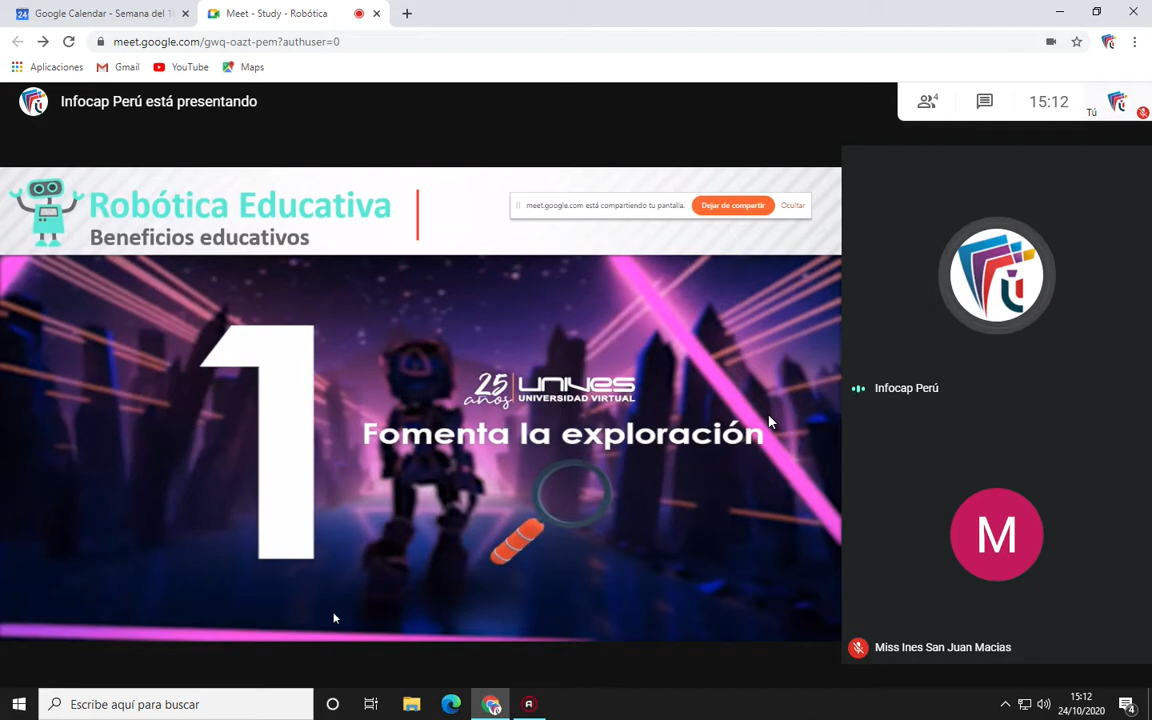 Google Calendar - Semana del 1
Meet - Study - Robótica
meet.google.com/gwq-oazt-pem?authuser=0
Aplicaciones
Gmail
YouTube
Maps
Infocap Perú está presentando
4
15:12
Tú
Robótica Educativa
Beneficios educativos
meet.google.com está compartiendo tu pantalla.
Dejar de compartir
Ocultar
1
25 años
UNIVES
UNIVERSIDAD VIRTUAL
Fomenta la exploración
Infocap Perú
M
Miss Ines San Juan Macias
Escribe aquí para buscar
15:12
24/10/2020
4